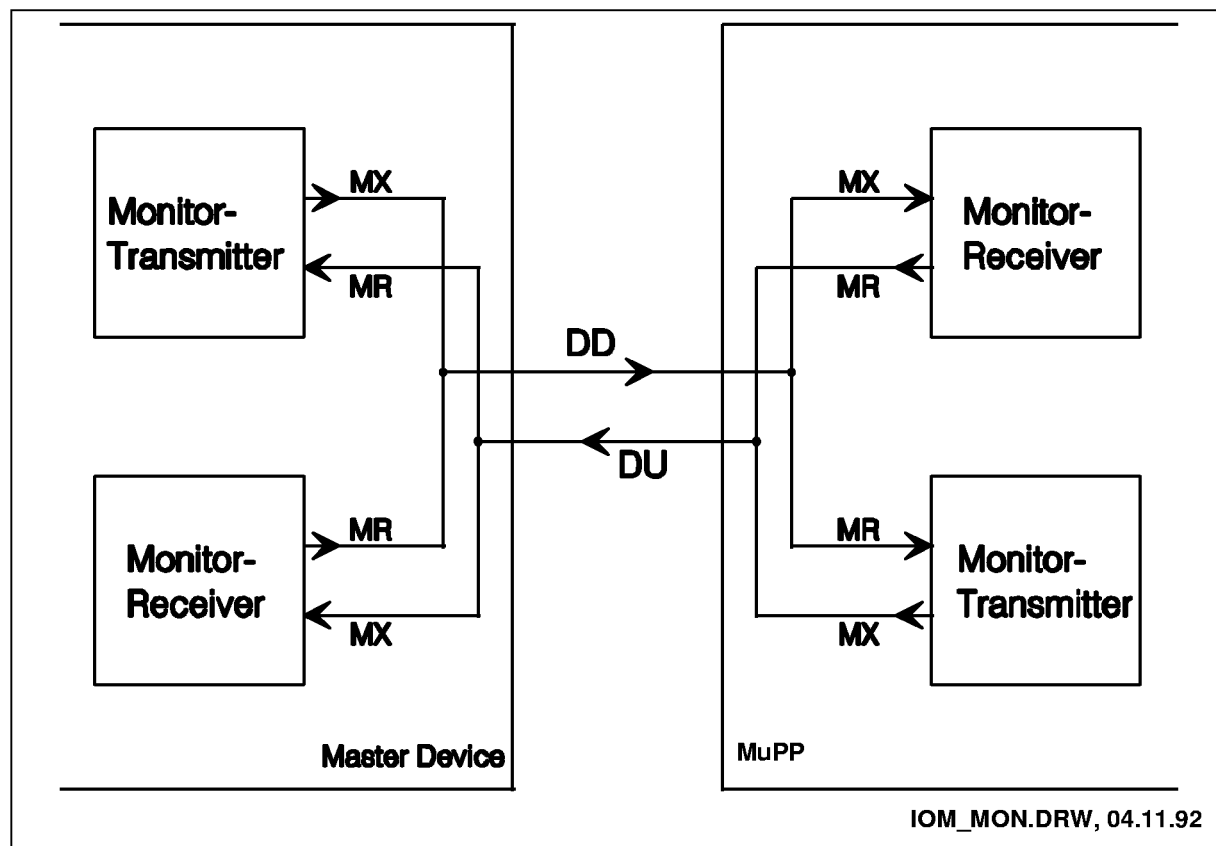 Monitor-
Transmitter
MX
MR
MX
MR
Monitor-
Receiver
DD
DU
Monitor-
Receiver
MR
MX
MR
MX
Monitor-
Transmitter
Master Device
MuPP
IOM_MON.DRW, 04.11.92